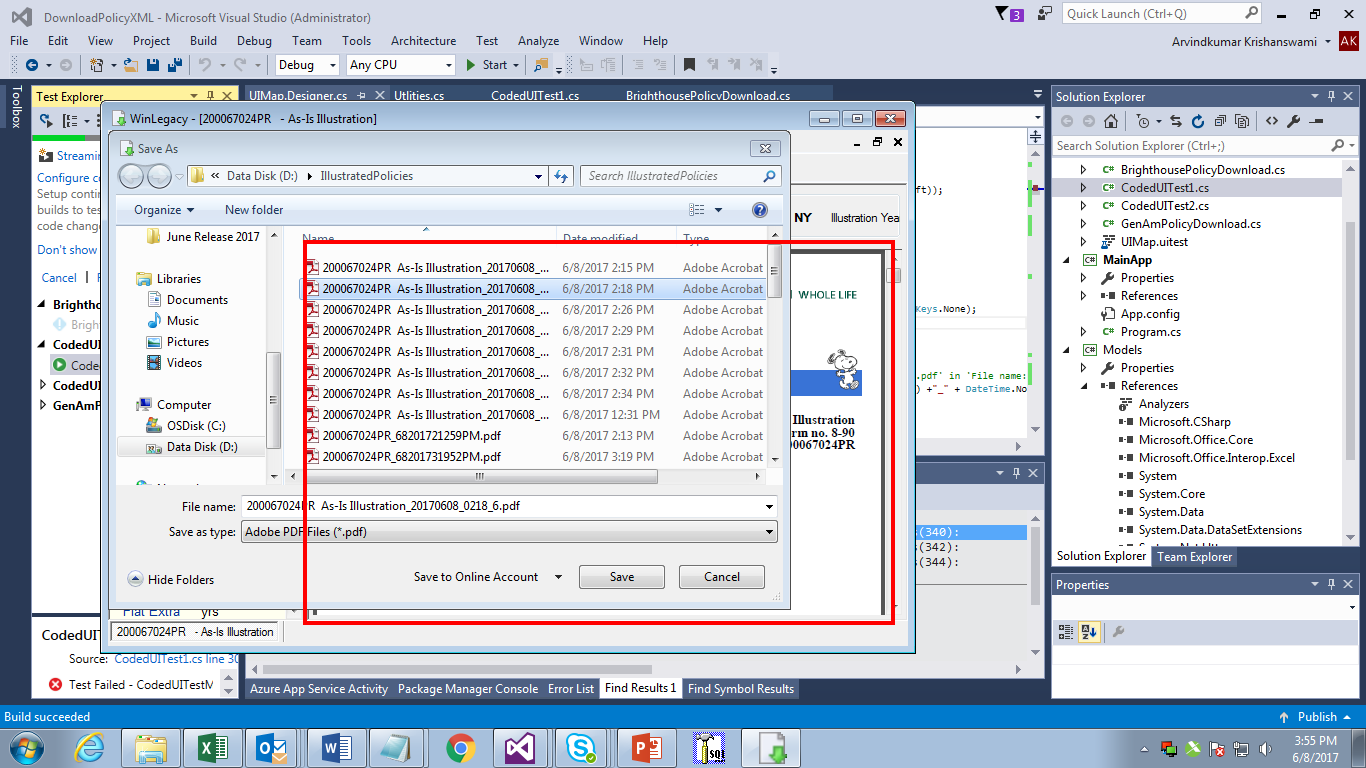 DownloadPolicyXML - Microsoft Visual Studio (Administrator)
3
Quick Launch (Ctrl+Q)
File Edit View Project Build Debug Team Tools Architecture Test Analyze Window Help
Arvindkumar Krishanswami AK
Debug Any CPU Start
Toolbox
Test Explorer
UIMap.Designer.cs Utlities.cs CodedUITest1.cs BrighthousePolicyDownload.cs
Streamin
Configure c
Setup contin
builds to tes
code change
Don't show
Cancel
Brightho
Bright
CodedUI
Code
CodedUI
GenAmP
CodedUIT
Source: CodedUITest1.cs line 30
Test Failed - CodedUITestM
WinLegacy - [200067024PR - As-Is Illustration]
Save As
Data Disk (D:) IllustratedPolicies
Search IllustratedPolicies
Organize New folder
June Release 2017
Libraries
Documents
Music
Pictures
Videos
Computer
OSDisk (C:)
Data Disk (D:)
Name Date modified Type
200067024PR As-Is Illustration_20170608_... 6/8/2017 2:15 PM Adobe Acrobat
200067024PR As-Is Illustration_20170608_... 6/8/2017 2:18 PM Adobe Acrobat
200067024PR As-Is Illustration_20170608_... 6/8/2017 2:26 PM Adobe Acrobat
200067024PR As-Is Illustration_20170608_... 6/8/2017 2:29 PM Adobe Acrobat
200067024PR As-Is Illustration_20170608_... 6/8/2017 2:31 PM Adobe Acrobat
200067024PR As-Is Illustration_20170608_... 6/8/2017 2:32 PM Adobe Acrobat
200067024PR As-Is Illustration_20170608_... 6/8/2017 2:34 PM Adobe Acrobat
200067024PR As-Is Illustration_20170608_... 6/8/2017 12:31 PM Adobe Acrobat
200067024PR_68201721259PM.pdf 6/8/2017 2:13 PM Adobe Acrobat
200067024PR_68201731952PM.pdf 6/8/2017 3:19 PM Adobe Acrobat
File name: 200067024PR As-Is Illustration_20170608_0218_6.pdf
Save as type: Adobe PDF Files (*.pdf)
Hide Folders
Save to Online Account Save Cancel
Flat Extra yrs
200067024PR - As-Is Illustration
NY Illustration Yea
WHOLE LIFE
Illustration
rm no. 8-90
00067024PR
ft));
Keys.None);
.pdf' in 'File name:
) +"_" + DateTime.No
s(340):
s(342):
s(344):
Azure App Service Activity Package Manager Console Error List Find Results 1 Find Symbol Results
Solution Explorer
Search Solution Explorer (Ctrl+;)
BrighthousePolicyDownload.cs
CodedUITest1.cs
CodedUITest2.cs
GenAmPolicyDownload.cs
UIMap.uitest
MainApp
Properties
References
App.config
Program.cs
Models
Properties
References
Analyzers
Microsoft.CSharp
Microsoft.Office.Core
Microsoft.Office.Interop.Excel
System
System.Core
System.Data
System.Data.DataSetExtensions
Solution Explorer Team Explorer
Properties
Build succeeded
Publish
3:55 PM
6/8/2017